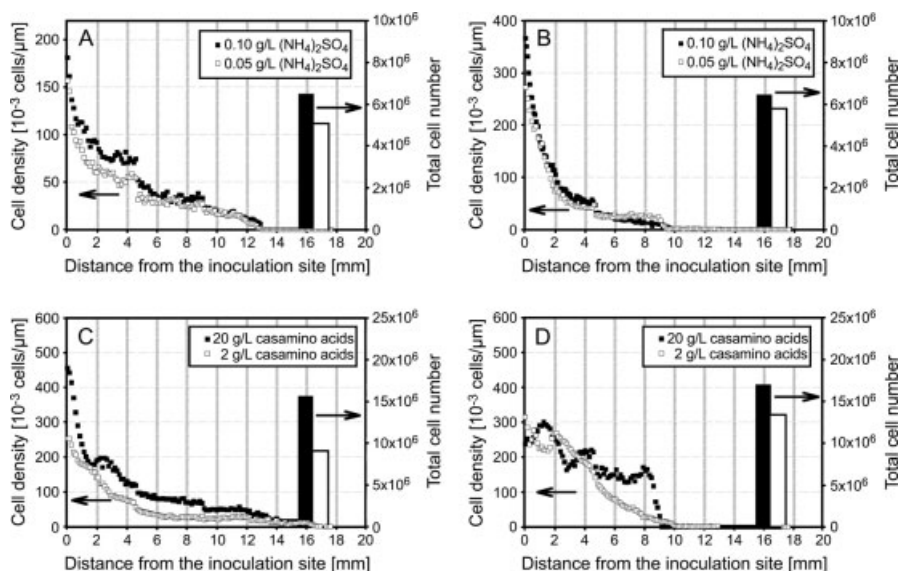 A
0.10 g/L (NH4)2SO4
0.05 g/L (NH4)2SO4
Cell density [10-3 cells/µm]
200
150
100
50
0
10x10⁶
8x10⁶
6x10⁶
4x10⁶
2x10⁶
0
Total cell number
0 2 4 6 8 10 12 14 16 18 20
Distance from the inoculation site [mm]
B
0.10 g/L (NH4)2SO4
0.05 g/L (NH4)2SO4
Cell density [10-3 cells/µm]
400
300
200
100
0
10x10⁶
8x10⁶
6x10⁶
4x10⁶
2x10⁶
0
Total cell number
0 2 4 6 8 10 12 14 16 18 20
Distance from the inoculation site [mm]
C
20 g/L casamino acids
2 g/L casamino acids
Cell density [10-3 cells/µm]
600
500
400
300
200
100
0
25x10⁶
20x10⁶
15x10⁶
10x10⁶
5x10⁶
0
Total cell number
0 2 4 6 8 10 12 14 16 18 20
Distance from the inoculation site [mm]
D
20 g/L casamino acids
2 g/L casamino acids
Cell density [10-3 cells/µm]
600
500
400
300
200
100
0
25x10⁶
20x10⁶
15x10⁶
10x10⁶
5x10⁶
0
Total cell number
0 2 4 6 8 10 12 14 16 18 20
Distance from the inoculation site [mm]